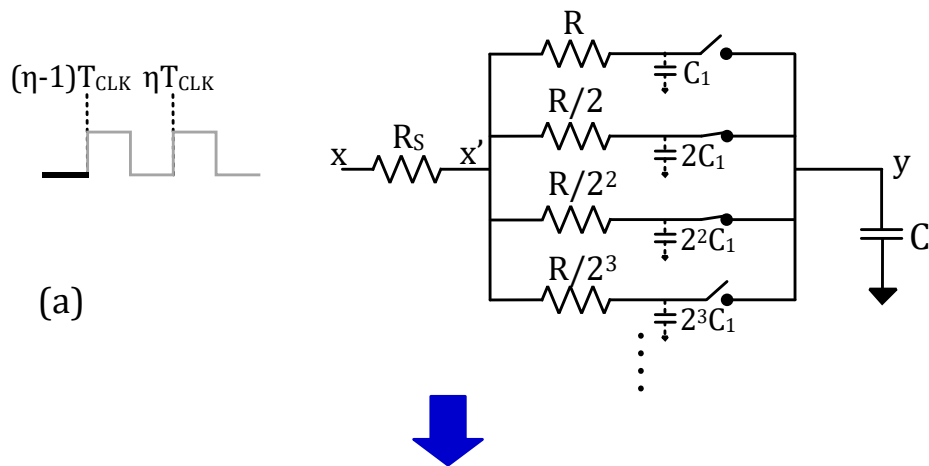 R
(η-1)T_CLK ηT_CLK
C₁
R/2
R_S
x
x'
2C₁
y
R/2²
C
2²C₁
R/2³
(a)
2³C₁